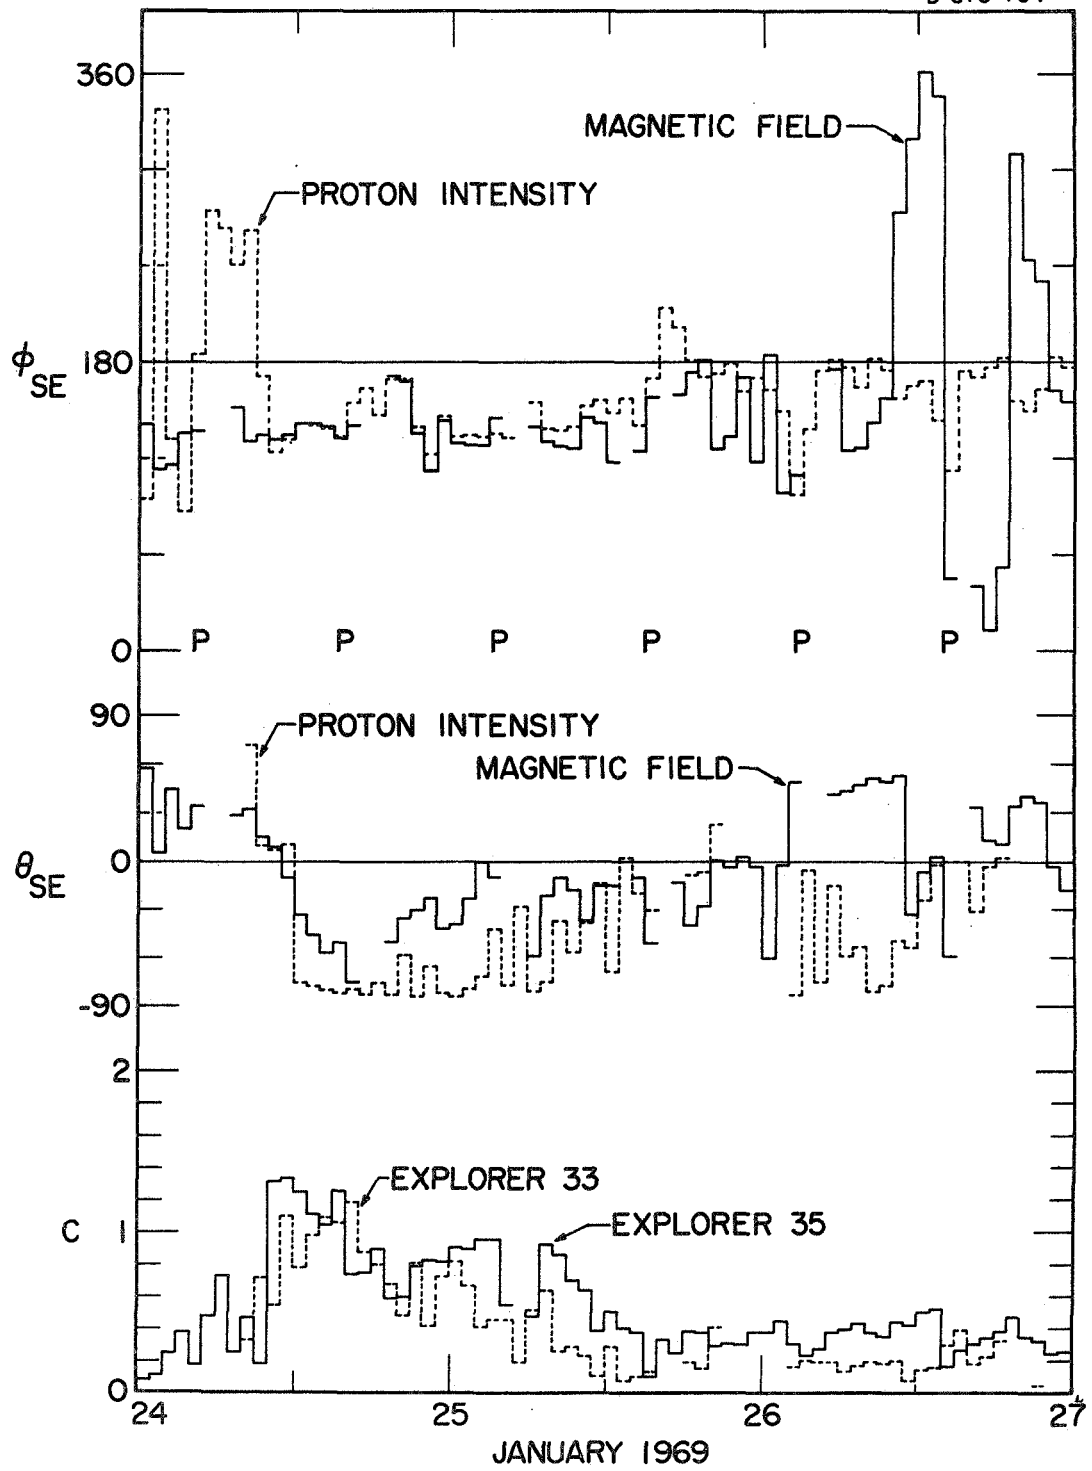 360
MAGNETIC FIELD
PROTON INTENSITY
ϕSE
180
P P P P P P
0
90
PROTON INTENSITY
MAGNETIC FIELD
θSE
0
-90
2
EXPLORER 33
C
1
EXPLORER 35
0
24 25 26 27
JANUARY 1969